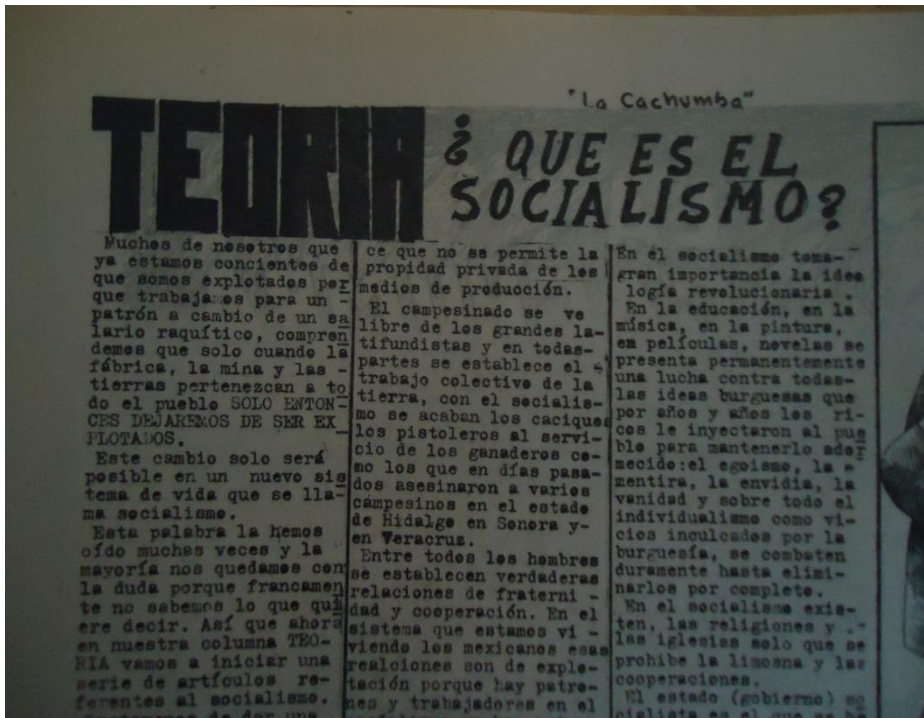 "La Cachumba"
TEORIA
¿ QUE ES EL
SOCIALISMO?
Muchos de nosotros que
ya estamos concientes de
que somos explotados por
que trabajamos para un -
patrón a cambio de un sa
lario raquítico, compren
demos que solo cuando la
fábrica, la mina y las -
tierras pertenezcan a to
do el pueblo SOLO ENTON-
CES DEJAREMOS DE SER EX
PLOTADOS.
Este cambio solo será
posible en un nuevo sis
tema de vida que se lla-
ma socialismo.
Esta palabra la hemos
oído muchas veces y la
mayoría nos quedamos con
la duda porque francamen
te no sabemos lo que qui
ere decir. Así que ahora
en nuestra columna TEO-
RIA vamos a iniciar una
serie de artículos re-
ferentes al socialismo.
de dar una
ce que no se permite la
propidad privada de los
medios de producción.
El campesinado se ve
libre de los grandes la-
tifundistas y en todas-
partes se establece el -
trabajo colectivo de la
tierra, con el socialis-
mo se acaban los caciques
los pistoleros al servi-
cio de los ganaderos co-
mo los que en días pasa-
dos asesinaron a varios
campesinos en el estado
de Hidalgo en Sonora y-
en Veracruz.
Entre todos los hombres
se establecen verdaderas
relaciones de fraterni -
dad y cooperación. En el
sistema que estamos vi -
viendo los mexicanos esas
realciones son de explo-
tación porque hay patro-
nes y trabajadores en el
En el socialismo toma-
gran importancia la ideo
logía revolucionaria .
En la educación, en la
música, en la pintura,
en películas, novelas se
presenta permanentemente
una lucha contra todas-
las ideas burguesas que
por años y años los ri-
cos le inyectaron al pue
blo para mantenerlo ador
mecido:el egoismo, la -
mentira, la envidia, la
vanidad y sobre todo el
individualismo como vi-
cios inculcados por la
burguesía, se combaten
duramente hasta elimi-
narlos por completo.
En el socialismo exis-
ten, las religiones y .-
las iglesias solo que se
prohibe la limosna y las
cooperaciones.
El estado (gobierno) so
cialista es el que